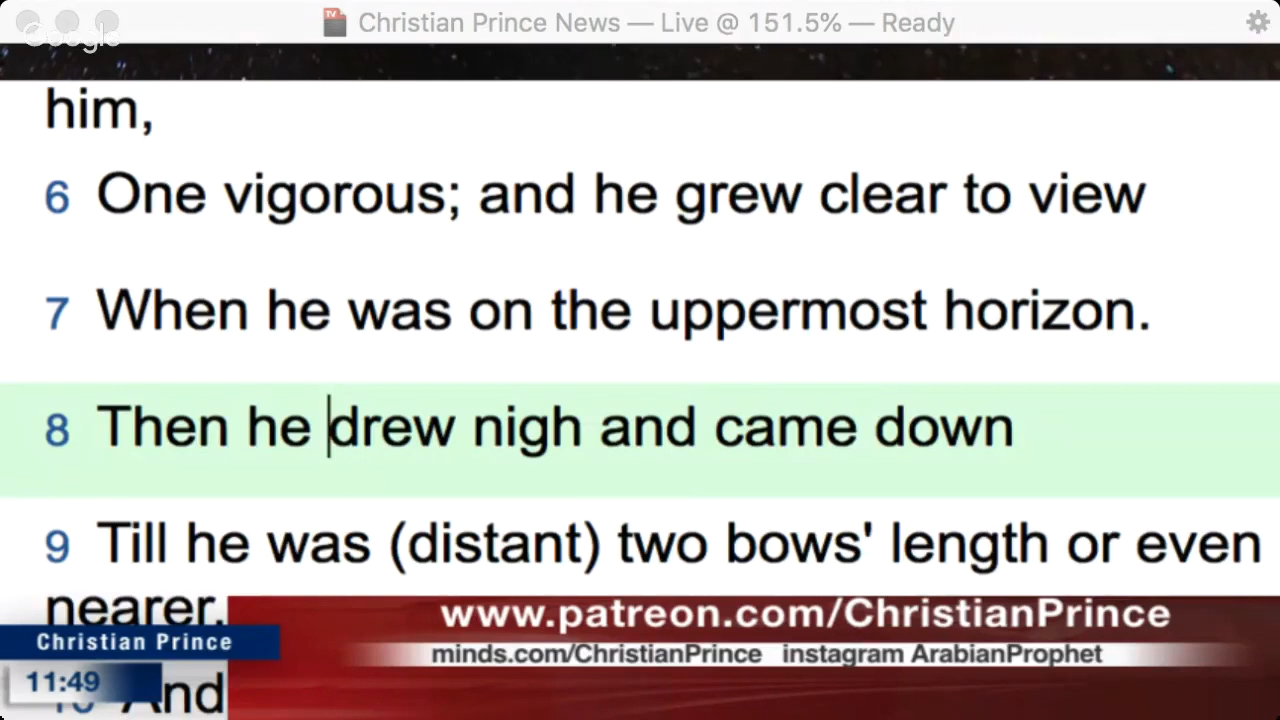 Christian Prince News — Live @ 151.5% — Ready
Google
him,
6 One vigorous; and he grew clear to view
7 When he was on the uppermost horizon.
8 Then he drew nigh and came down
9 Till he was (distant) two bows' length or even
nearer,
10 And
www.patreon.com/ChristianPrince
Christian Prince
minds.com/ChristianPrince instagram ArabianProphet
11:49